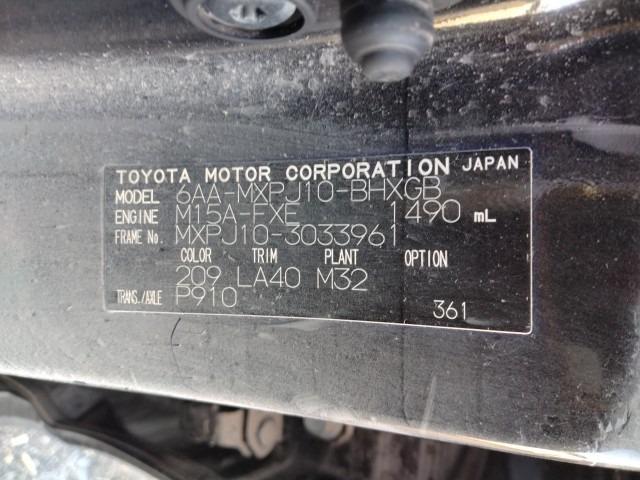 TOYOTA MOTOR CORPORATION JAPAN
MODEL 6AA-MXPJ10-BHXGB
ENGINE M15A-FXE 1490 mL
FRAME No. MXPJ10-3033961
COLOR TRIM PLANT OPTION
209 LA40 M32
TRANS./AXLE P910
361